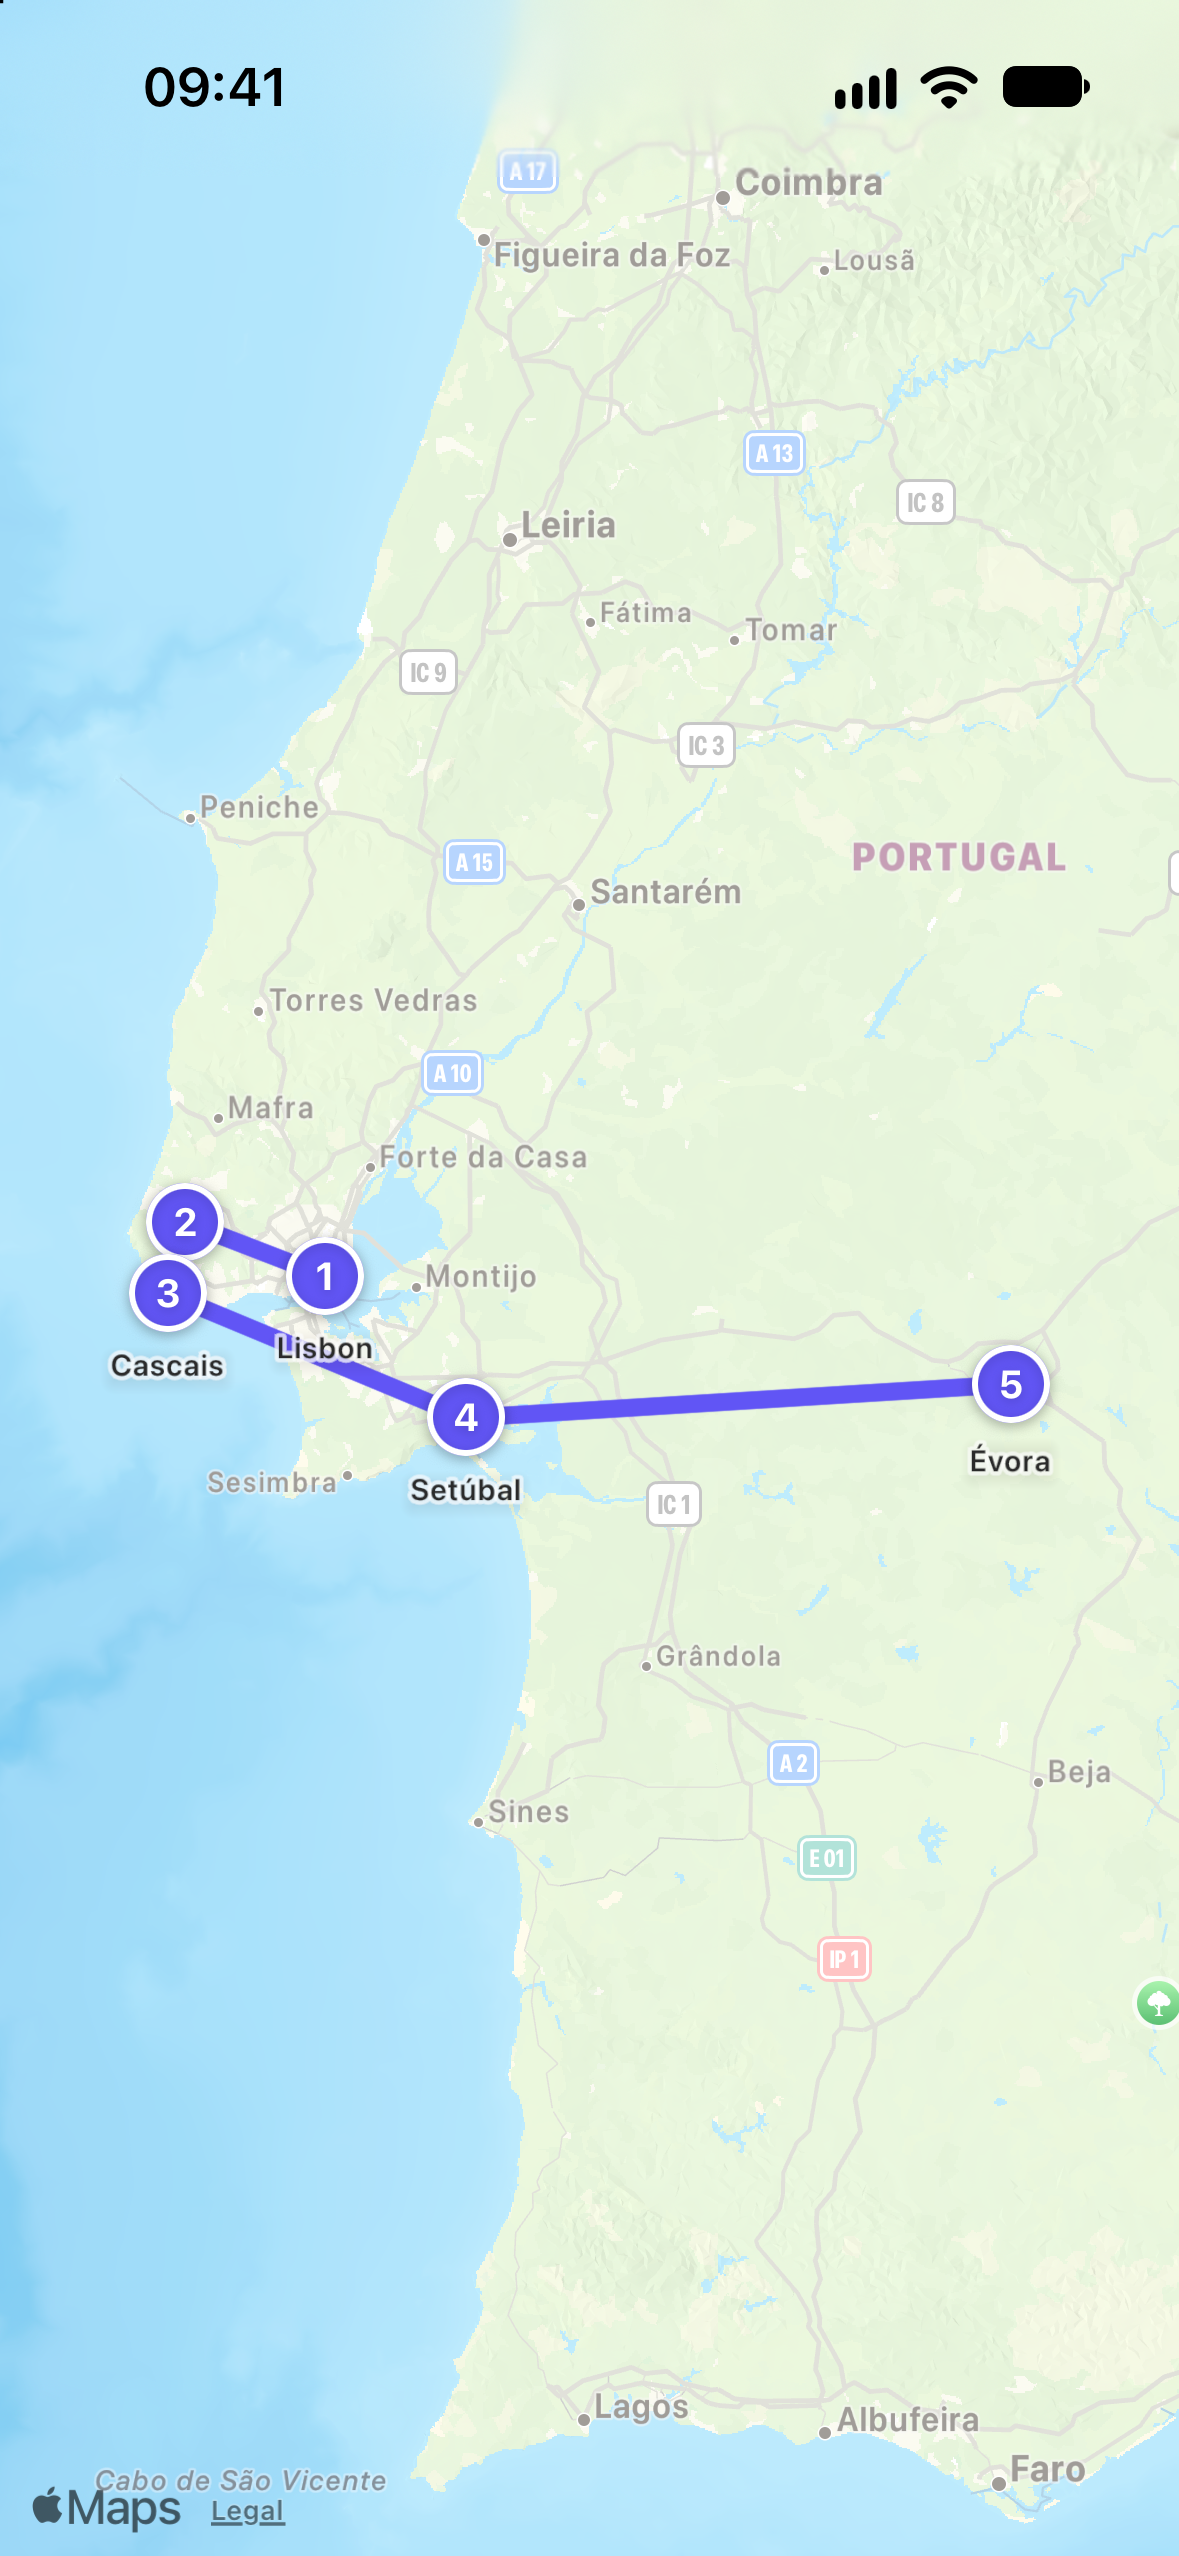 09:41
A 17
Coimbra
Figueira da Foz
Lousã
A 13
IC 8
Leiria
Fátima
Tomar
IC 9
IC 3
Peniche
PORTUGAL
A 15
Santarém
Torres Vedras
A 10
Mafra
Forte da Casa
2
1
Montijo
3
Lisbon
Cascais
5
4
Évora
Sesimbra
Setúbal
IC 1
Grândola
A 2
Beja
Sines
E 01
IP 1
Lagos
Albufeira
Faro
Cabo de São Vicente
Maps
Legal